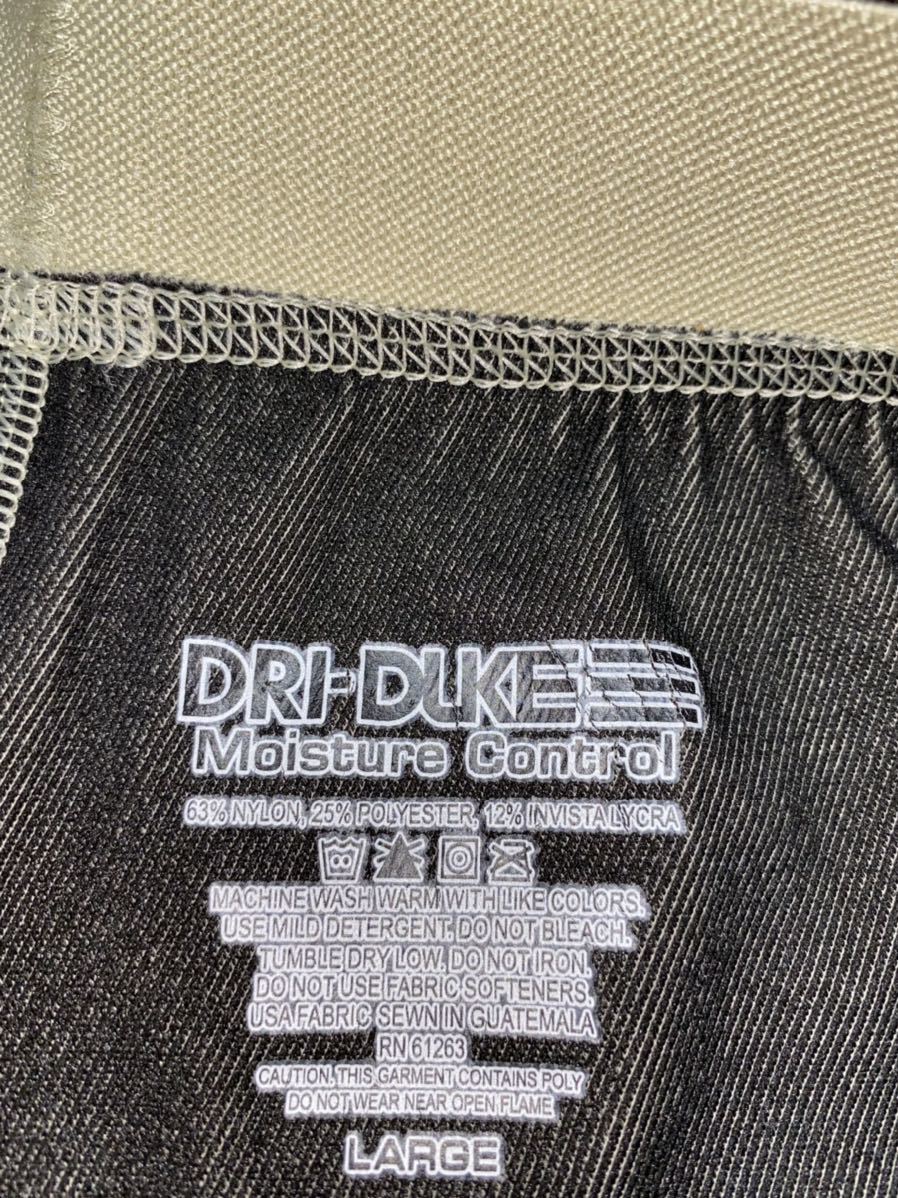 DRI-DUKE
Moisture Control
63% NYLON, 25% POLYESTER, 12% INVISTA LYCRA
MACHINE WASH WARM WITH LIKE COLORS.
USE MILD DETERGENT. DO NOT BLEACH.
TUMBLE DRY LOW. DO NOT IRON.
DO NOT USE FABRIC SOFTENERS.
USA FABRIC SEWN IN GUATEMALA
RN 61263
CAUTION. THIS GARMENT CONTAINS POLY
DO NOT WEAR NEAR OPEN FLAME.
LARGE